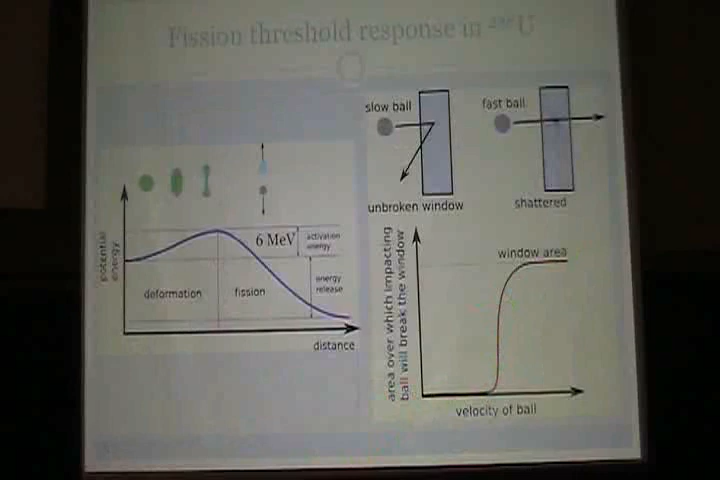 Fission threshold response in U
slow ball
fast ball
unbroken window
shattered
potential
energy
6 MeV
activation
energy
energy
release
deformation
fission
distance
area over which impacting
ball will break the window
window area
velocity of ball